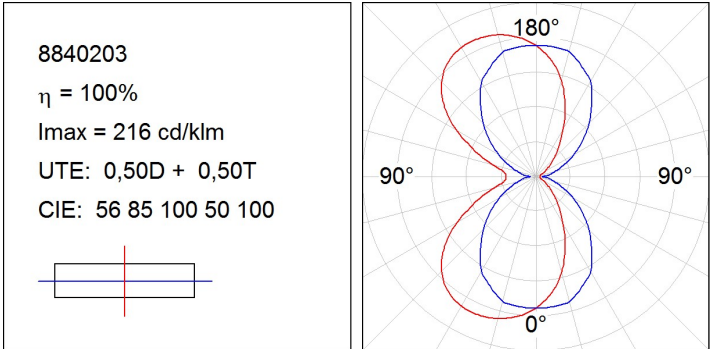 8840203
η = 100%
Imax = 216 cd/klm
UTE: 0,50D + 0,50T
CIE: 56 85 100 50 100
180°
90° 90°
0°